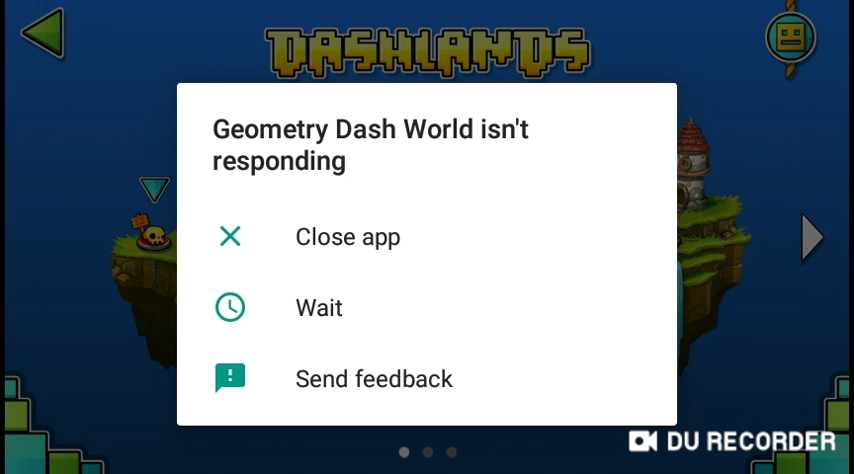 DASHLANDS
Geometry Dash World isn't
responding
Close app
Wait
Send feedback
DU RECORDER